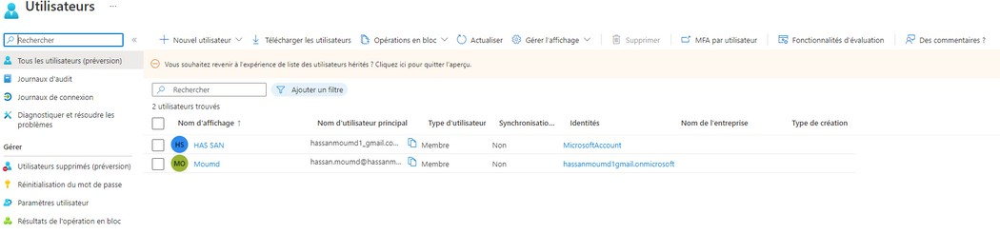 Utilisateurs ...
Rechercher «
Nouvel utilisateur Télécharger les utilisateurs Opérations en bloc Actualiser Gérer l'affichage Supprimer MFA par utilisateur Fonctionnalités d'évaluation Des commentaires ?
Tous les utilisateurs (préversion)
Journaux d'audit
Journaux de connexion
Diagnostiquer et résoudre les
problèmes
Gérer
Utilisateurs supprimés (préversion)
Réinitialisation du mot de passe
Paramètres utilisateur
Résultats de l'opération en bloc
Vous souhaitez revenir à l'expérience de liste des utilisateurs hérités ? Cliquez ici pour quitter l'aperçu.
Rechercher Ajouter un filtre
2 utilisateurs trouvés
Nom d'affichage ↑ Nom d'utilisateur principal Type d'utilisateur Synchronisatio... Identités Nom de l'entreprise Type de création
HS HAS SAN hassanmoumd1_gmail.co... Membre Non MicrosoftAccount
MO Moumd hassan.moumd@hassanm... Membre Non hassanmoumd1gmail.onmicrosoft